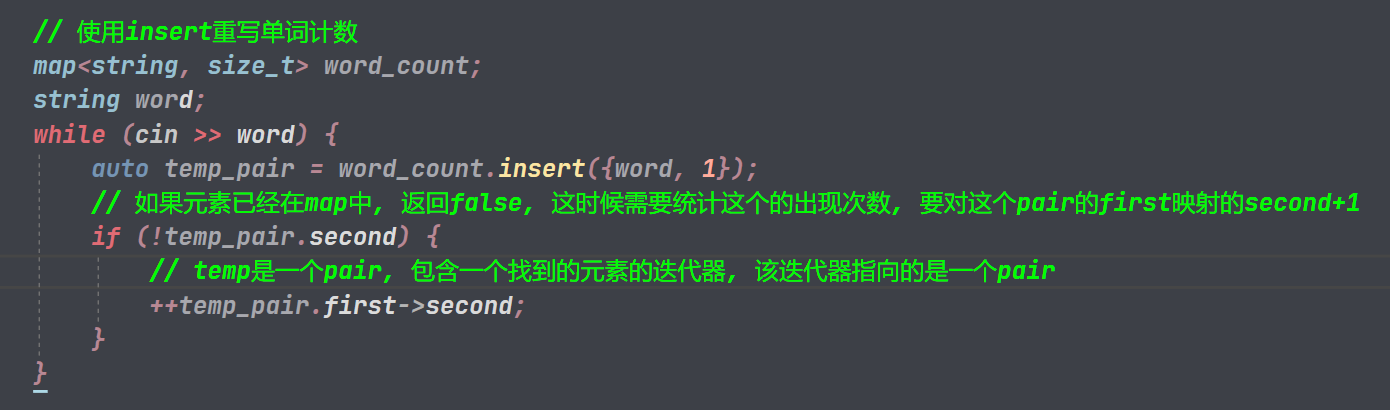 // 使用insert重写单词计数
map<string, size_t> word_count;
string word;
while (cin >> word) {
    auto temp_pair = word_count.insert({word, 1});
    // 如果元素已经在map中, 返回false, 这时候需要统计这个的出现次数, 要对这个pair的first映射的second+1
    if (!temp_pair.second) {
        // temp是一个pair, 包含一个找到的元素的迭代器, 该迭代器指向的是一个pair
        ++temp_pair.first->second;
    }
}